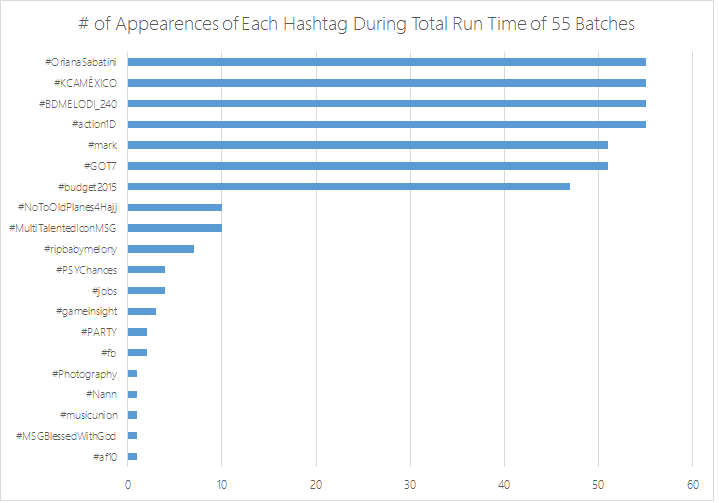 # of Appearences of Each Hashtag During Total Run Time of 55 Batches
#OrianaSabatini
#KCAMÉXICO
#BDMELODI_240
#action1D
#mark
#GOT7
#budget2015
#NoToOldPlanes4Hajj
#MultiTalentedIconMSG
#ripbabymelony
#PSYChances
#jobs
#gameinsight
#PARTY
#fb
#Photography
#Nann
#musicunion
#MSGBlessedWithGod
#af10
0 10 20 30 40 50 60